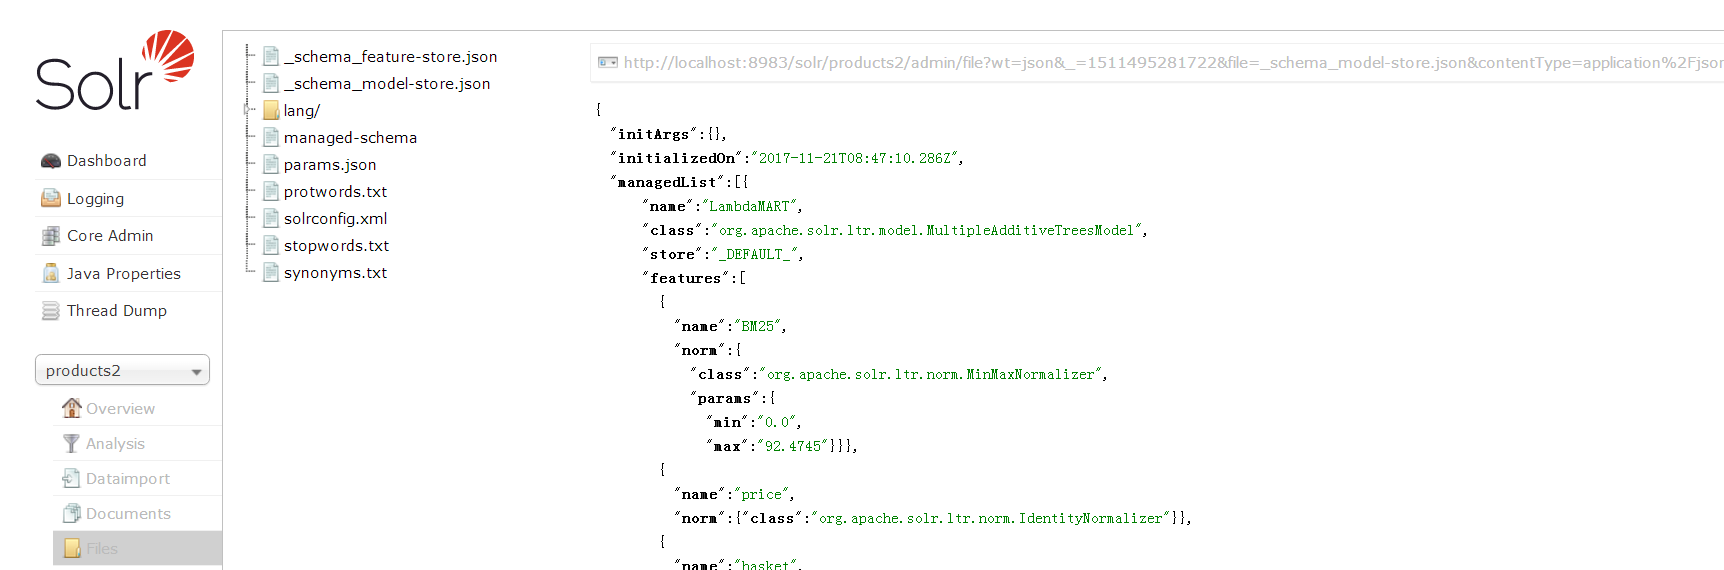 Solr
Dashboard
Logging
Core Admin
Java Properties
Thread Dump
products2
Overview
Analysis
Dataimport
Documents
Files
_schema_feature-store.json
_schema_model-store.json
lang/
managed-schema
params.json
protwords.txt
solrconfig.xml
stopwords.txt
synonyms.txt
http://localhost:8983/solr/products2/admin/file?wt=json&_=1511495281722&file=_schema_model-store.json&contentType=application%2Fjson
{
"initArgs":{},
"initializedOn":"2017-11-21T08:47:10.286Z",
"managedList":[{
"name":"LambdaMART",
"class":"org.apache.solr.ltr.model.MultipleAdditiveTreesModel",
"store":"_DEFAULT_",
"features":[
{
"name":"BM25",
"norm":{
"class":"org.apache.solr.ltr.norm.MinMaxNormalizer",
"params":{
"min":"0.0",
"max":"92.4745"}}},
{
"name":"price",
"norm":{"class":"org.apache.solr.ltr.norm.IdentityNormalizer"}},
{
"name":"basket",